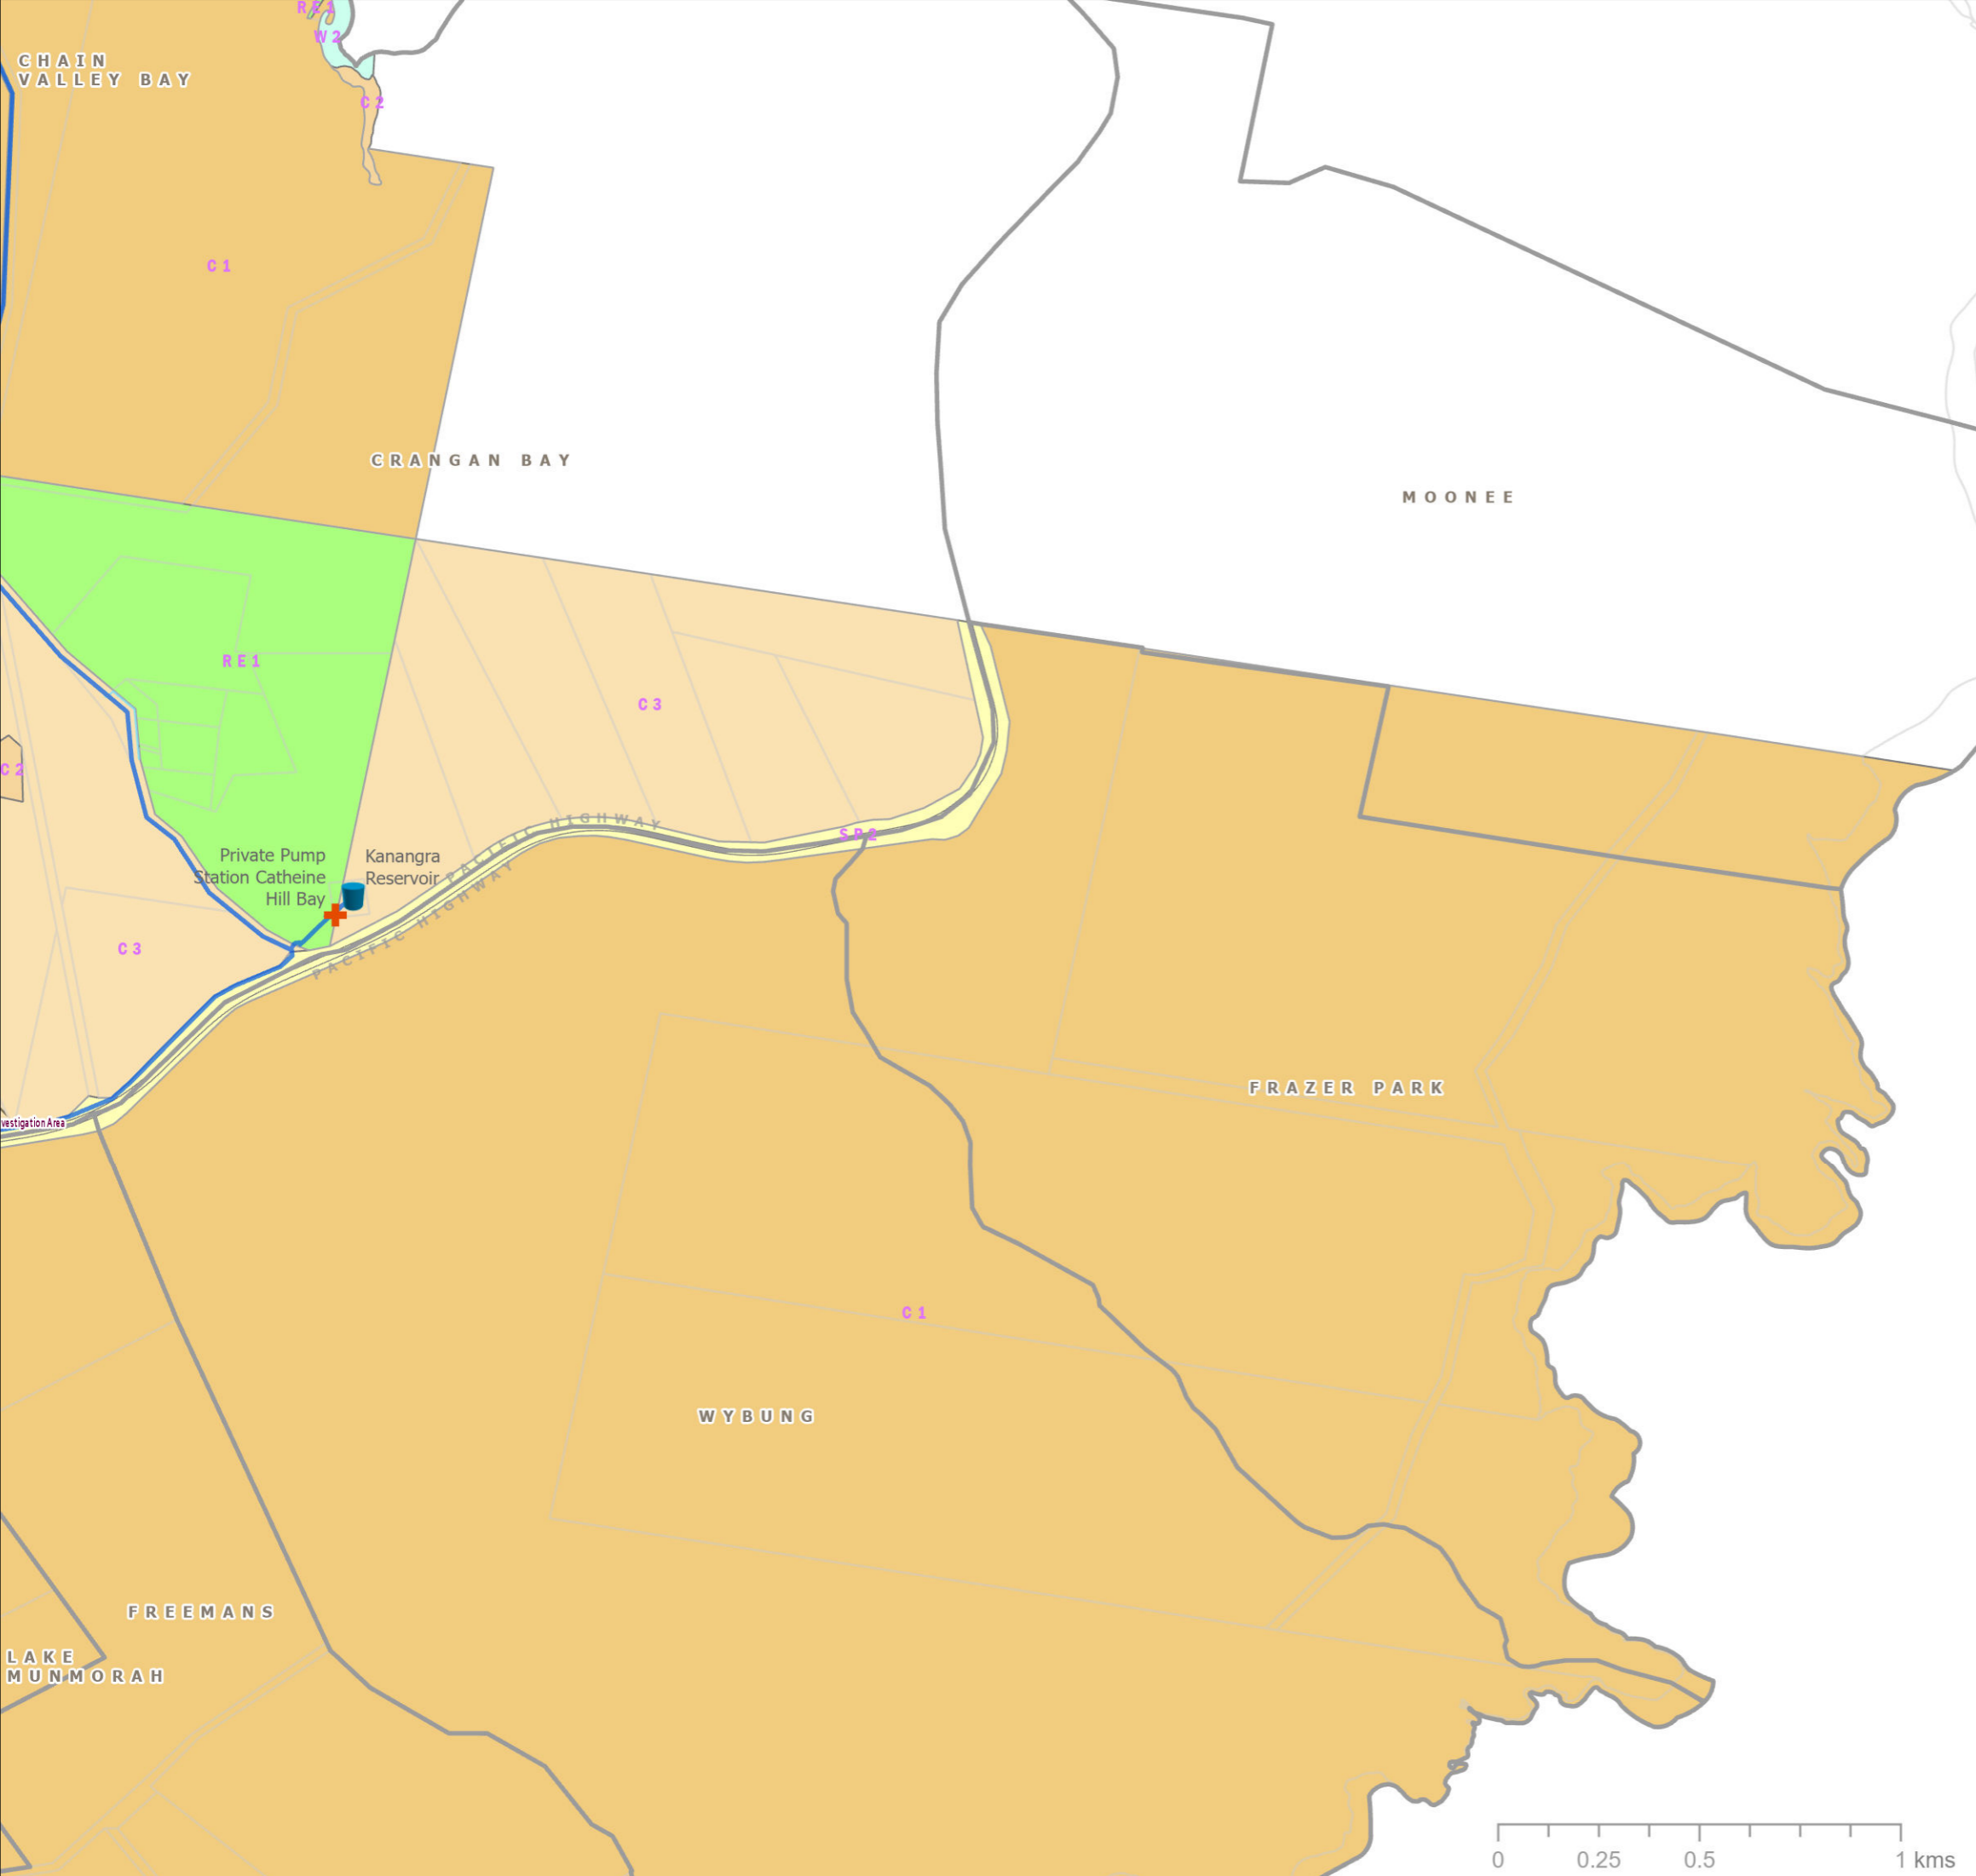 RE1
W2
CHAIN
VALLEY BAY
C2
C1
CRANGAN BAY
MOONEE
RE1
C3
C2
PACIFIC HIGHWAY
SP2
Private Pump
Station Catheine
Hill Bay
Kanangra
Reservoir
PACIFIC HIGHWAY
C3
FRAZER PARK
vestigation Area
C1
WYBUNG
FREEMANS
LAKE
MUNMORAH
0 0.25 0.5 1 kms